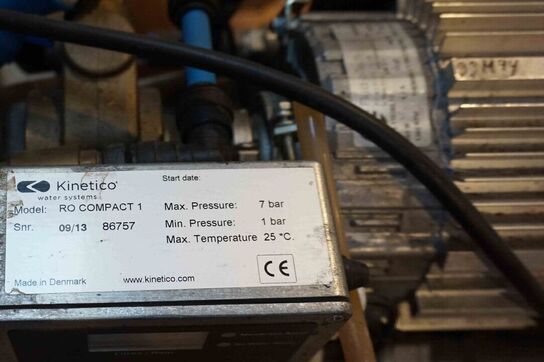 Kinetico
water systems
Start date:
Model: RO COMPACT 1
Max. Pressure: 7 bar
Snr. 09/13 86757
Min. Pressure: 1 bar
Max. Temperature 25 °C.
Made in Denmark
www.kinetico.com
CE